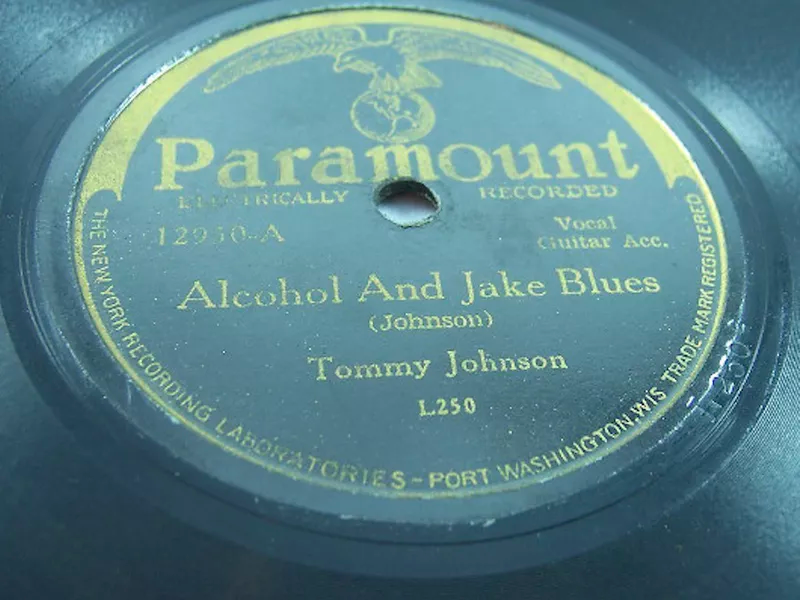 Paramount
ELECTRICALLY RECORDED
12950-A
Vocal
Guitar Acc.
Alcohol And Jake Blues
(Johnson)
Tommy Johnson
L250
THE NEW YORK RECORDING LABORATORIES - PORT WASHINGTON, WIS TRADE MARK REGISTERED